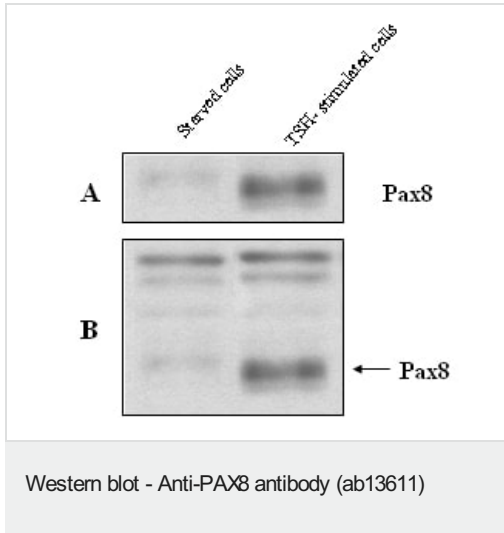 Starved cells
TSH- stimulated cells
A
Pax8
B
Pax8
Western blot - Anti-PAX8 antibody (ab13611)